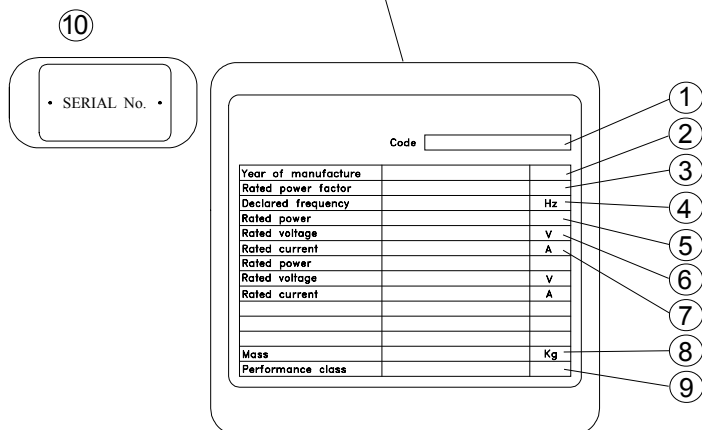 10
SERIAL No.
Code
1
2
3
4
5
6
7
8
9
Year of manufacture
Rated power factor
Declared frequency Hz
Rated power
Rated voltage V
Rated current A
Rated power
Rated voltage V
Rated current A
Mass Kg
Performance class